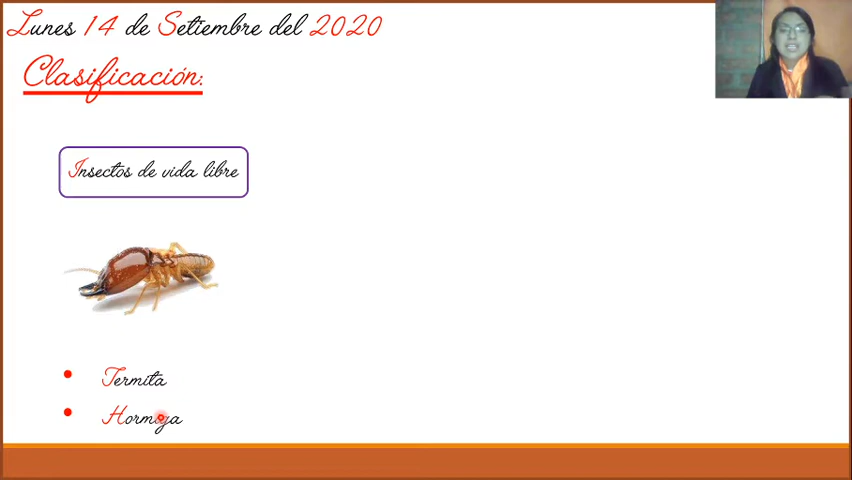 Lunes 14 de Setiembre del 2020
Clasificación:
Insectos de vida libre
• Termita
• Hormiga